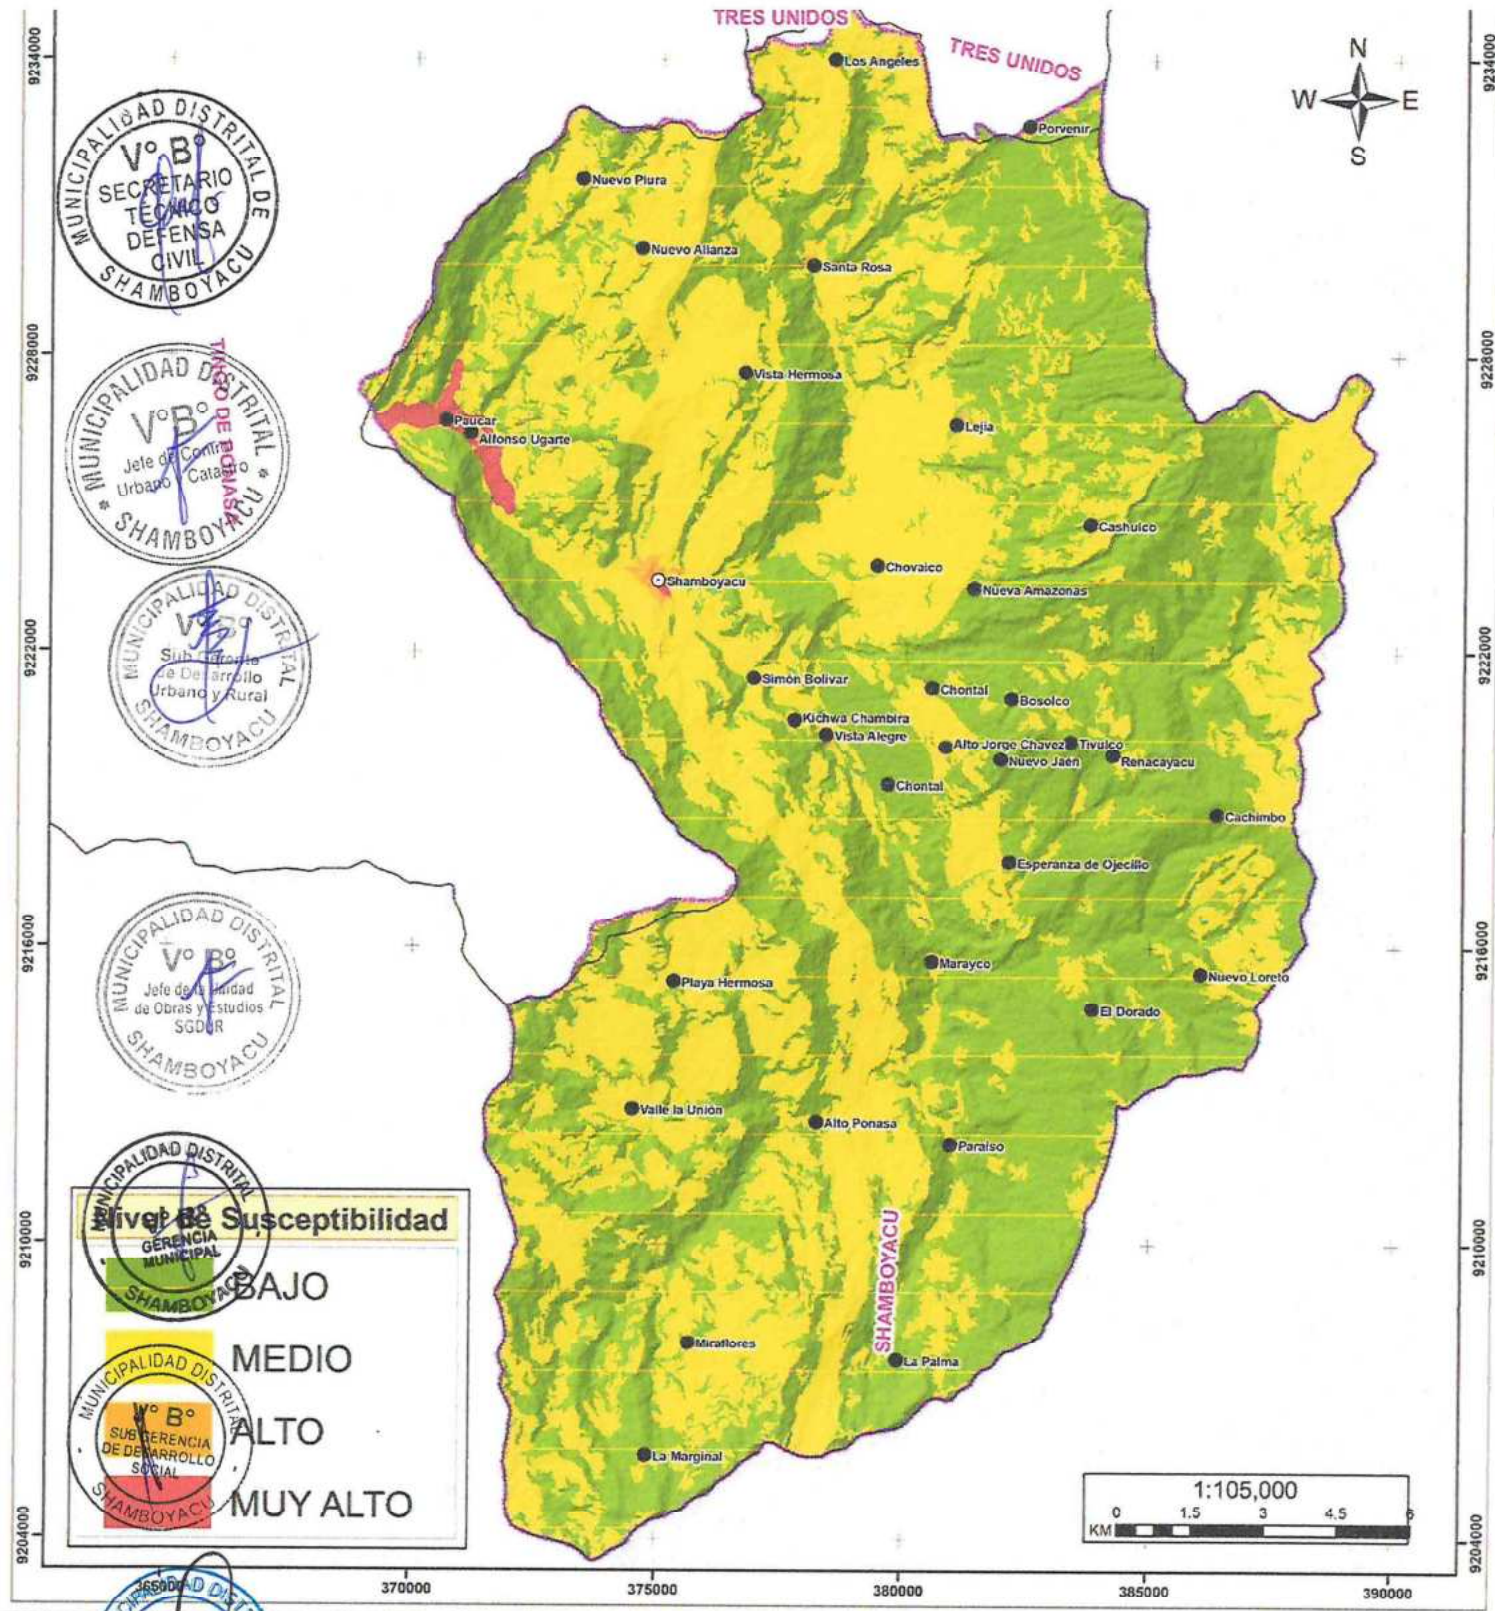 TRES UNIDOS
TRES UNIDOS
N
W E
S
9234000
9228000
9222000
9216000
9210000
9204000
9234000
9228000
9222000
9216000
9210000
9204000
365000
370000
375000
380000
385000
390000
Los Angeles
Porvenir
Nuevo Piura
Nuevo Alianza
Santa Rosa
Vista Hermosa
Paucar
Alfonso Ugarte
Lejia
Cashulco
Shamboyacu
Chovaico
Nueva Amazonas
Simón Bolivar
Chontal
Bosolco
Kichwa Chambira
Vista Alegre
Alto Jorge Chavez
Tivulco
Nuevo Jaén
Renacayacu
Chontal
Cachimbo
Esperanza de Ojecillo
Marayco
Nuevo Loreto
Playa Hermosa
El Dorado
Valle la Unión
Alto Ponasa
Paraiso
SHAMBOYACU
Miraflores
La Palma
La Marginal
TINGO DE PONASA
MUNICIPALIDAD DISTRITAL DE
V° B°
SECRETARIO
TECNICO
DEFENSA
CIVIL
SHAMBOYACU
MUNICIPALIDAD DISTRITAL
V° B°
Jefe de Control
Urbano y Catastro
SHAMBOYACU
MUNICIPALIDAD DISTRITAL
V° B°
Sub Gerente
de Desarrollo
Urbano y Rural
SHAMBOYACU
MUNICIPALIDAD DISTRITAL
V° B°
Jefe de la Unidad
de Obras y Estudios
SGDUR
SHAMBOYACU
MUNICIPALIDAD DISTRITAL
V° B°
GERENCIA
MUNICIPAL
SHAMBOYACU
Nivel de Susceptibilidad
BAJO
MEDIO
ALTO
MUY ALTO
MUNICIPALIDAD DISTRITAL
V° B°
SUB GERENCIA
DE DESARROLLO
SOCIAL
SHAMBOYACU
1:105,000
0 1.5 3 4.5 6
KM